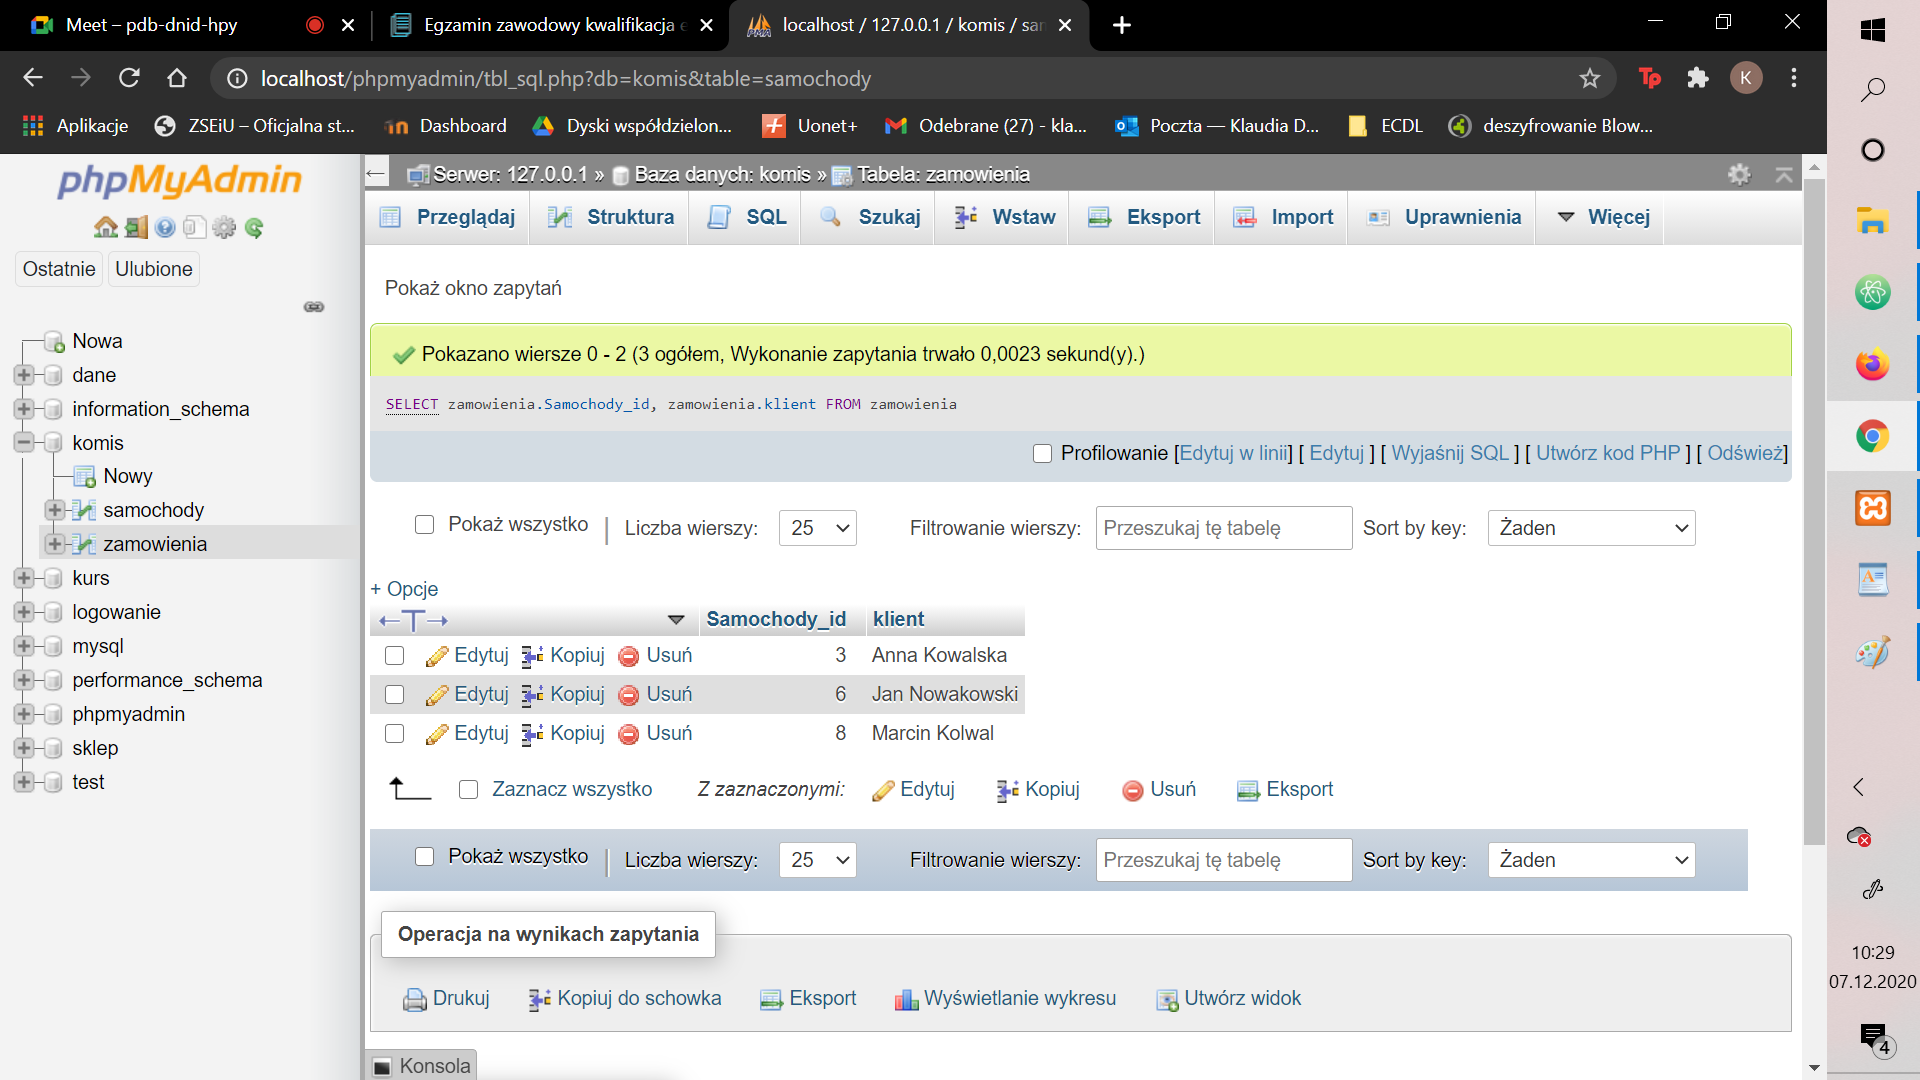 Meet – pdb-dnid-hpy
Egzamin zawodowy kwalifikacja e
localhost / 127.0.0.1 / komis / sam
localhost/phpmyadmin/tbl_sql.php?db=komis&table=samochody
K
Aplikacje
ZSEiU – Oficjalna st...
Dashboard
Dyski współdzielon...
Uonet+
Odebrane (27) - kla...
Poczta — Klaudia D...
ECDL
deszyfrowanie Blow...
phpMyAdmin
Ostatnie
Ulubione
Nowa
dane
information_schema
komis
Nowy
samochody
zamowienia
kurs
logowanie
mysql
performance_schema
phpmyadmin
sklep
test
Serwer: 127.0.0.1 » Baza danych: komis » Tabela: zamowienia
Przeglądaj
Struktura
SQL
Szukaj
Wstaw
Eksport
Import
Uprawnienia
Więcej
Pokaż okno zapytań
Pokazano wiersze 0 - 2 (3 ogółem, Wykonanie zapytania trwało 0,0023 sekund(y).)
SELECT zamowienia.Samochody_id, zamowienia.klient FROM zamowienia
Profilowanie [Edytuj w linii] [ Edytuj ] [ Wyjaśnij SQL ] [ Utwórz kod PHP ] [ Odśwież]
Pokaż wszystko | Liczba wierszy: 25 Filtrowanie wierszy: Przeszukaj tę tabelę Sort by key: Żaden
+ Opcje
←T→ Samochody_id klient
Edytuj Kopiuj Usuń 3 Anna Kowalska
Edytuj Kopiuj Usuń 6 Jan Nowakowski
Edytuj Kopiuj Usuń 8 Marcin Kolwal
Zaznacz wszystko Z zaznaczonymi: Edytuj Kopiuj Usuń Eksport
Pokaż wszystko | Liczba wierszy: 25 Filtrowanie wierszy: Przeszukaj tę tabelę Sort by key: Żaden
Operacja na wynikach zapytania
Drukuj Kopiuj do schowka Eksport Wyświetlanie wykresu Utwórz widok
Konsola
10:29
07.12.2020
4